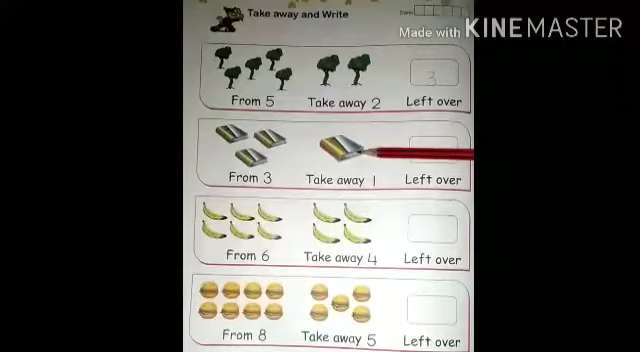 Take away and Write
Date:
Made with KINEMASTER
3
From 5 Take away 2 Left over
From 3 Take away 1 Left over
From 6 Take away 4 Left over
From 8 Take away 5 Left over